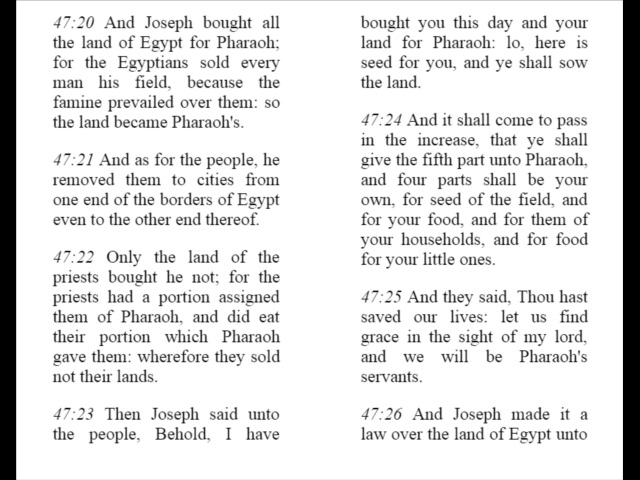 47:20 And Joseph bought all
the land of Egypt for Pharaoh;
for the Egyptians sold every
man his field, because the
famine prevailed over them: so
the land became Pharaoh's.
47:21 And as for the people, he
removed them to cities from
one end of the borders of Egypt
even to the other end thereof.
47:22 Only the land of the
priests bought he not; for the
priests had a portion assigned
them of Pharaoh, and did eat
their portion which Pharaoh
gave them: wherefore they sold
not their lands.
47:23 Then Joseph said unto
the people, Behold, I have
bought you this day and your
land for Pharaoh: lo, here is
seed for you, and ye shall sow
the land.
47:24 And it shall come to pass
in the increase, that ye shall
give the fifth part unto Pharaoh,
and four parts shall be your
own, for seed of the field, and
for your food, and for them of
your households, and for food
for your little ones.
47:25 And they said, Thou hast
saved our lives: let us find
grace in the sight of my lord,
and we will be Pharaoh's
servants.
47:26 And Joseph made it a
law over the land of Egypt unto